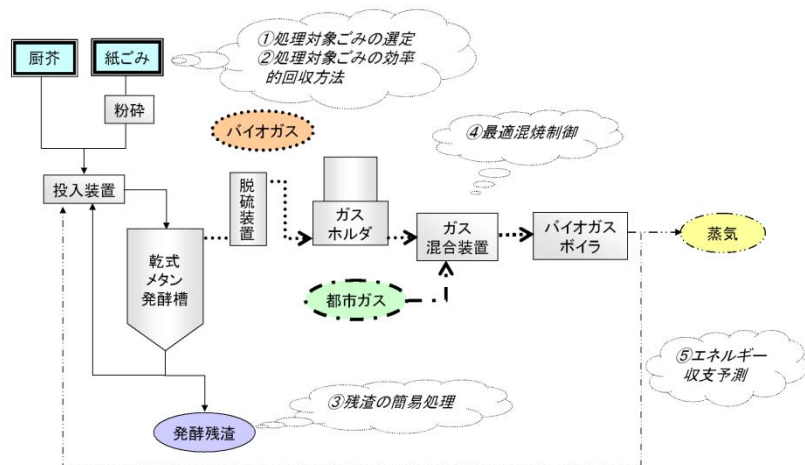 厨芥
紙ごみ
①処理対象ごみの選定
②処理対象ごみの効率
的回収方法
粉砕
バイオガス
④最適混焼制御
投入装置
脱硫装置
ガス
ホルダ
ガス
混合装置
バイオガス
ボイラ
蒸気
乾式
メタン
発酵槽
都市ガス
⑤エネルギー
収支予測
③残渣の簡易処理
発酵残渣